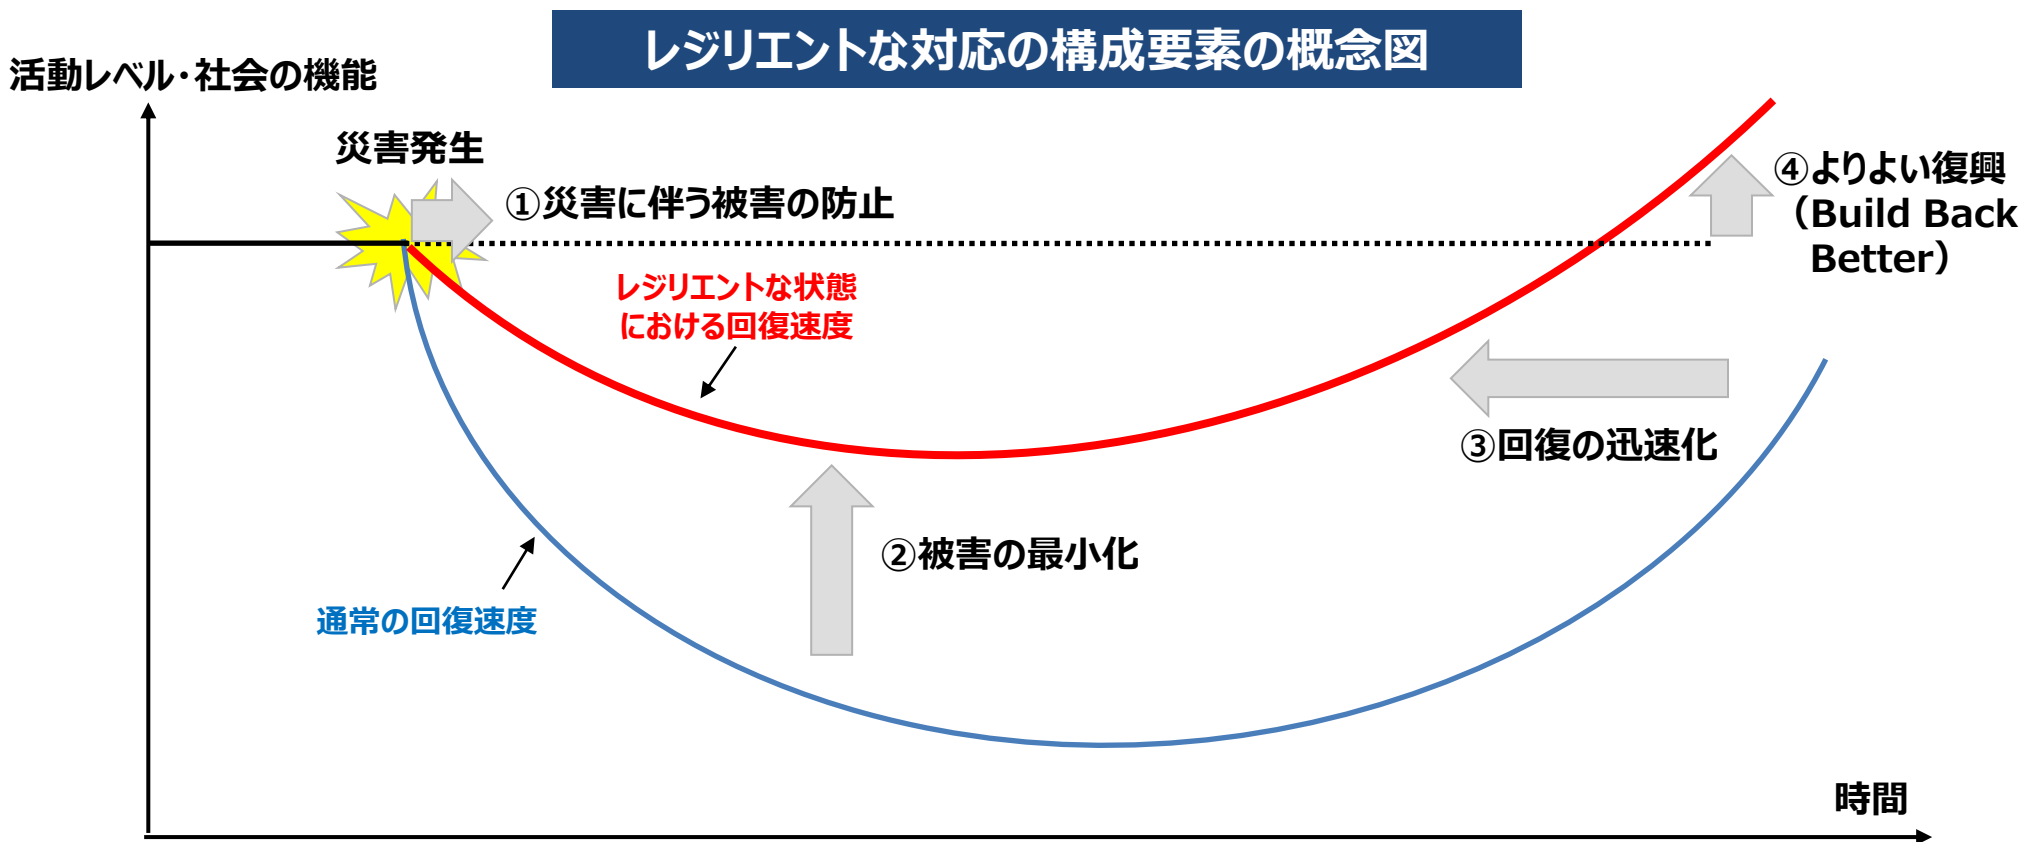 レジリエントな対応の構成要素の概念図
活動レベル・社会の機能
災害発生
①災害に伴う被害の防止
④よりよい復興
（Build Back
Better）
レジリエントな状態
における回復速度
③回復の迅速化
②被害の最小化
通常の回復速度
時間